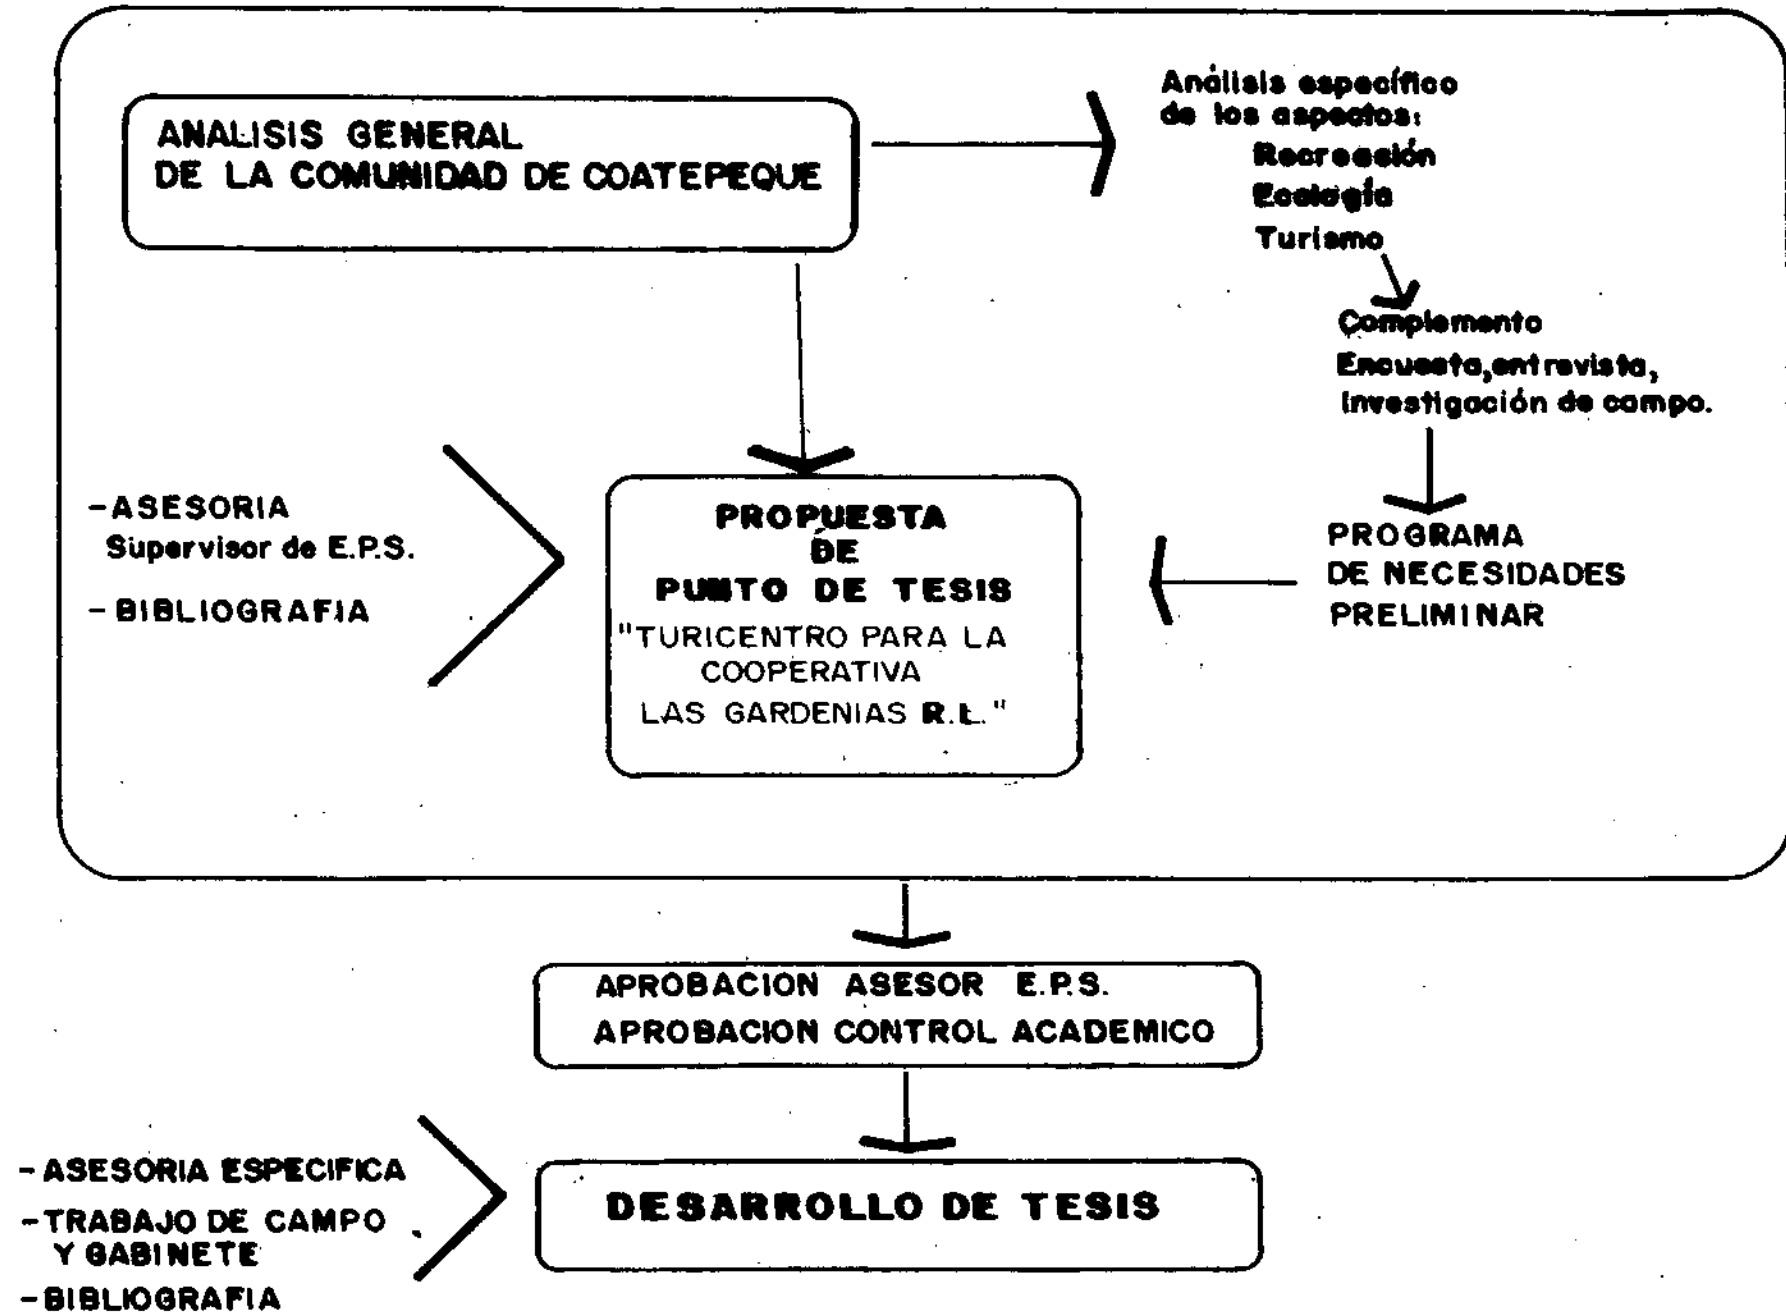 ANALISIS GENERAL
DE LA COMUNIDAD DE COATEPEQUE
Análisis específico
de los aspectos:
Recreación
Ecología
Turismo
Complemento
Encuesta, entrevista,
investigación de campo.
PROGRAMA
DE NECESIDADES
PRELIMINAR
-ASESORIA
Supervisor de E.P.S.
-BIBLIOGRAFIA
PROPUESTA
DE
PUNTO DE TESIS
"TURICENTRO PARA LA
COOPERATIVA
LAS GARDENIAS R.L."
APROBACION ASESOR E.P.S.
APROBACION CONTROL ACADEMICO
-ASESORIA ESPECIFICA
-TRABAJO DE CAMPO
Y GABINETE
-BIBLIOGRAFIA
DESARROLLO DE TESIS